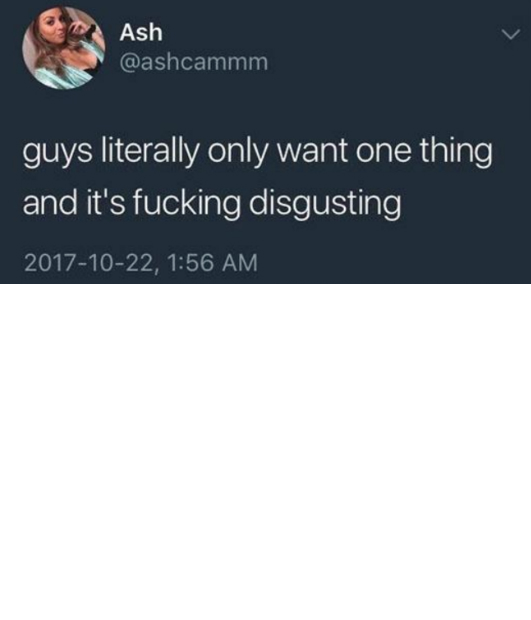 Ash
@ashcammm
guys literally only want one thing
and it's fucking disgusting
2017-10-22, 1:56 AM